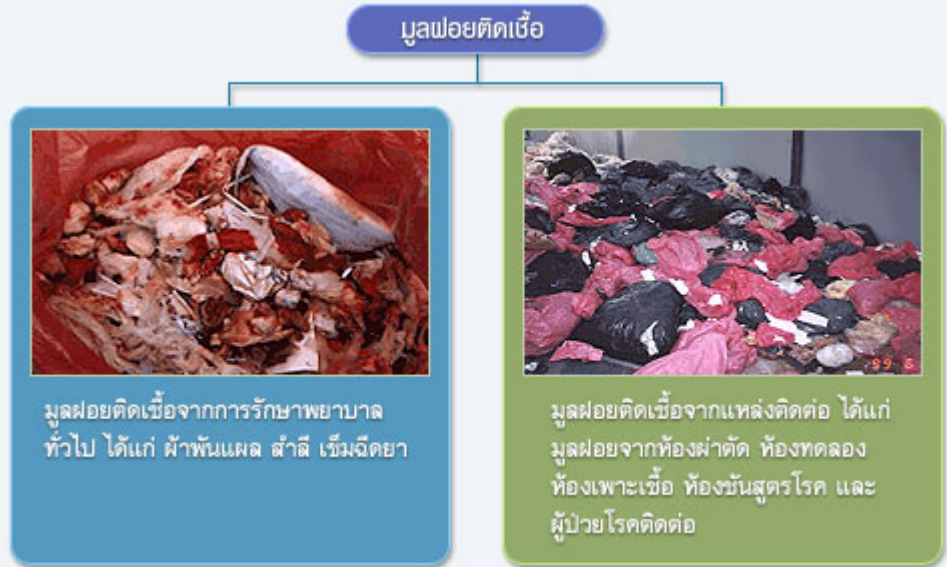 มูลฝอยติดเชื้อ
มูลฝอยติดเชื้อจากการรักษาพยาบาล
ทั่วไป ได้แก่ ผ้าพันแผล สำลี เข็มฉีดยา
มูลฝอยติดเชื้อจากแหล่งติดต่อ ได้แก่
มูลฝอยจากห้องผ่าตัด ห้องทดลอง
ห้องเพาะเชื้อ ห้องชันสูตรโรค และ
ผู้ป่วยโรคติดต่อ